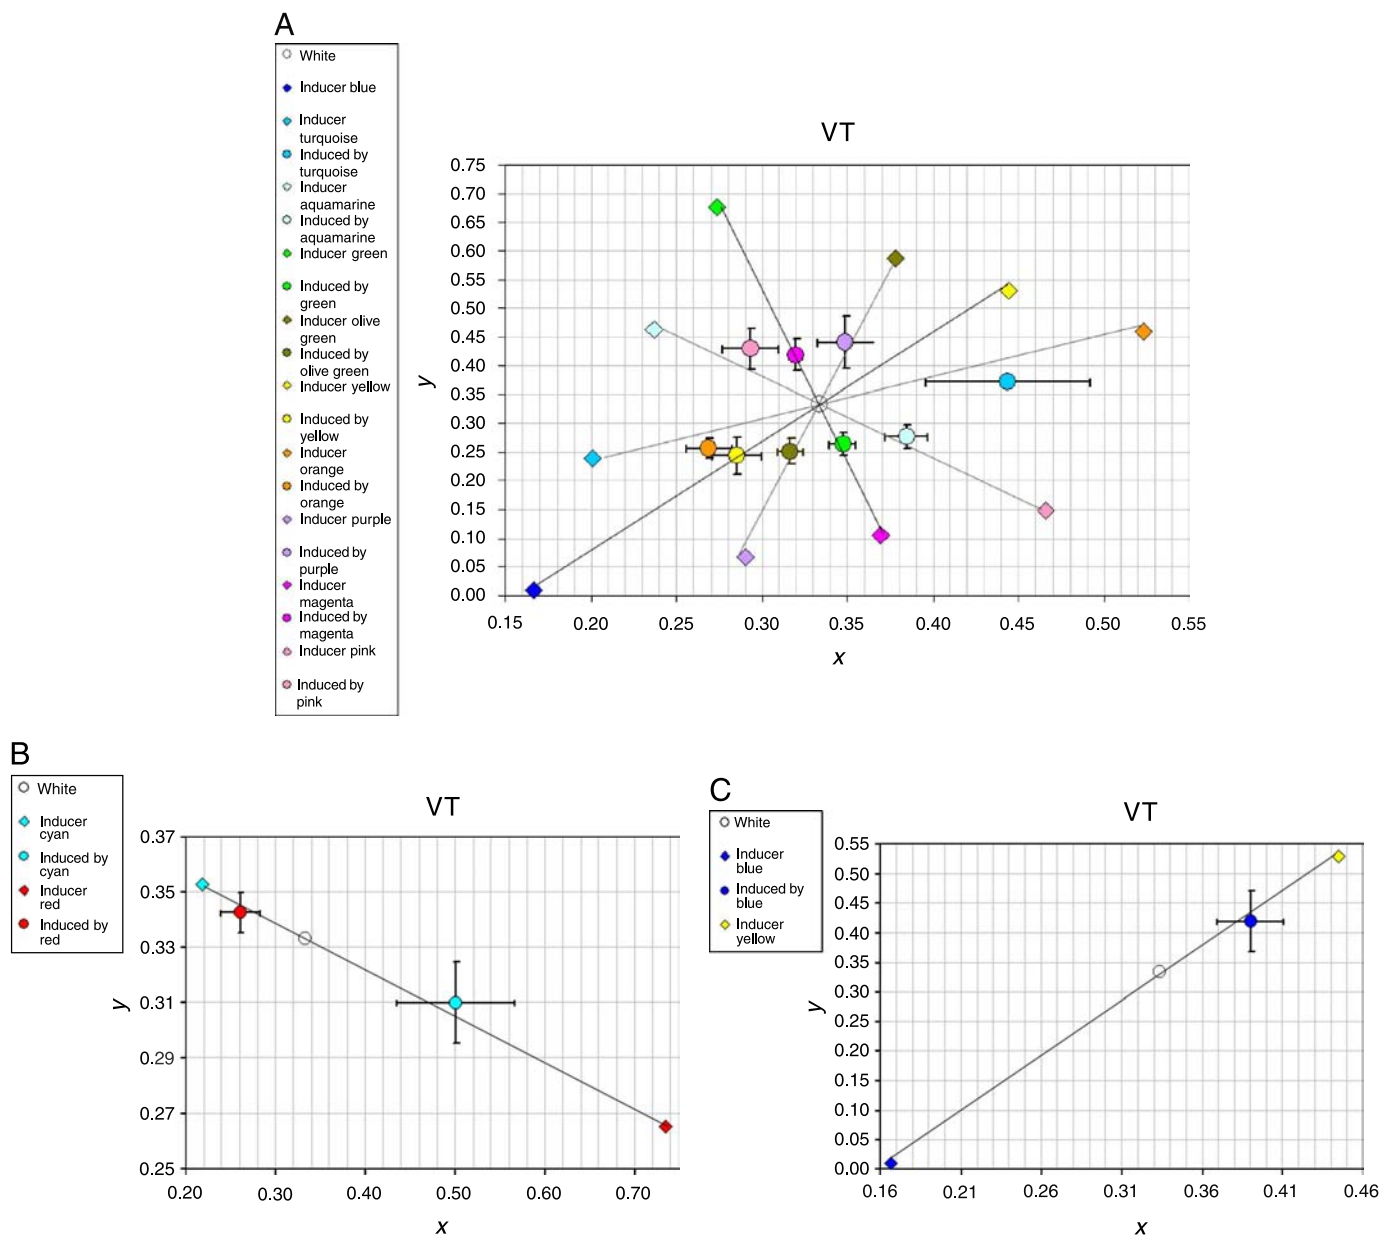 A
White
Inducer blue
Inducer
turquoise
Induced by
turquoise
Inducer
aquamarine
Induced by
aquamarine
Inducer green
Induced by
green
Inducer olive
green
Induced by
olive green
Inducer yellow
Induced by
yellow
Inducer
orange
Induced by
orange
Inducer purple
Induced by
purple
Inducer
magenta
Induced by
magenta
Inducer pink
Induced by
pink
VT
0.75
0.70
0.65
0.60
0.55
0.50
0.45
0.40
0.35
0.30
0.25
0.20
0.15
0.10
0.05
0.00
y
0.15 0.20 0.25 0.30 0.35 0.40 0.45 0.50 0.55
x
B
White
Inducer
cyan
Induced by
cyan
Inducer
red
Induced by
red
VT
0.37
0.35
0.33
0.31
0.29
0.27
0.25
y
0.20 0.30 0.40 0.50 0.60 0.70
x
C
White
Inducer
blue
Induced by
blue
Inducer
yellow
VT
0.55
0.50
0.45
0.40
0.35
0.30
0.25
0.20
0.15
0.10
0.05
0.00
y
0.16 0.21 0.26 0.31 0.36 0.41 0.46
x